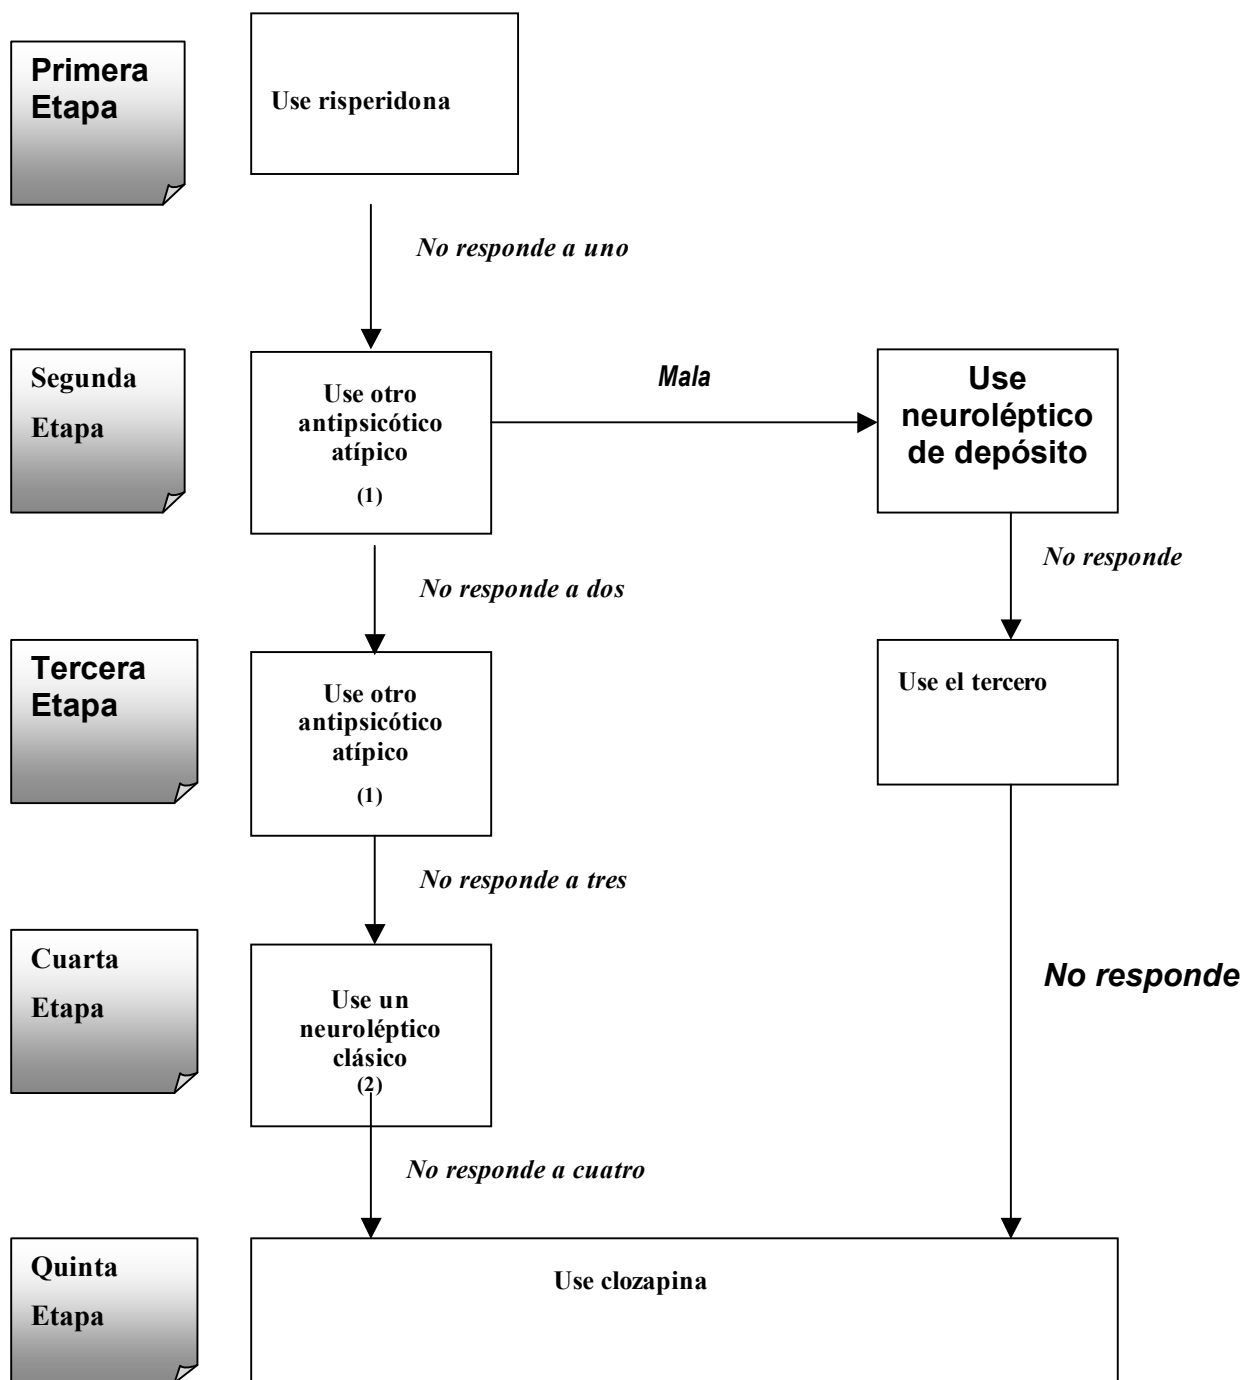 Primera
Etapa
Use risperidona
No responde a uno
Segunda
Etapa
Use otro
antipsicótico
atípico
(1)
Mala
Use
neuroléptico
de depósito
No responde a dos
No responde
Tercera
Etapa
Use otro
antipsicótico
atípico
(1)
Use el tercero
No responde a tres
Cuarta
Etapa
Use un
neuroléptico
clásico
(2)
No responde
No responde a cuatro
Quinta
Etapa
Use clozapina